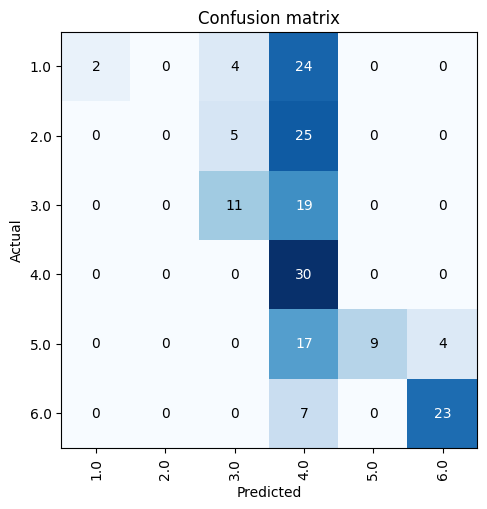 Confusion matrix
Actual
1.0 2 0 4 24 0 0
2.0 0 0 5 25 0 0
3.0 0 0 11 19 0 0
4.0 0 0 0 30 0 0
5.0 0 0 0 17 9 4
6.0 0 0 0 7 0 23
1.0 2.0 3.0 4.0 5.0 6.0
Predicted